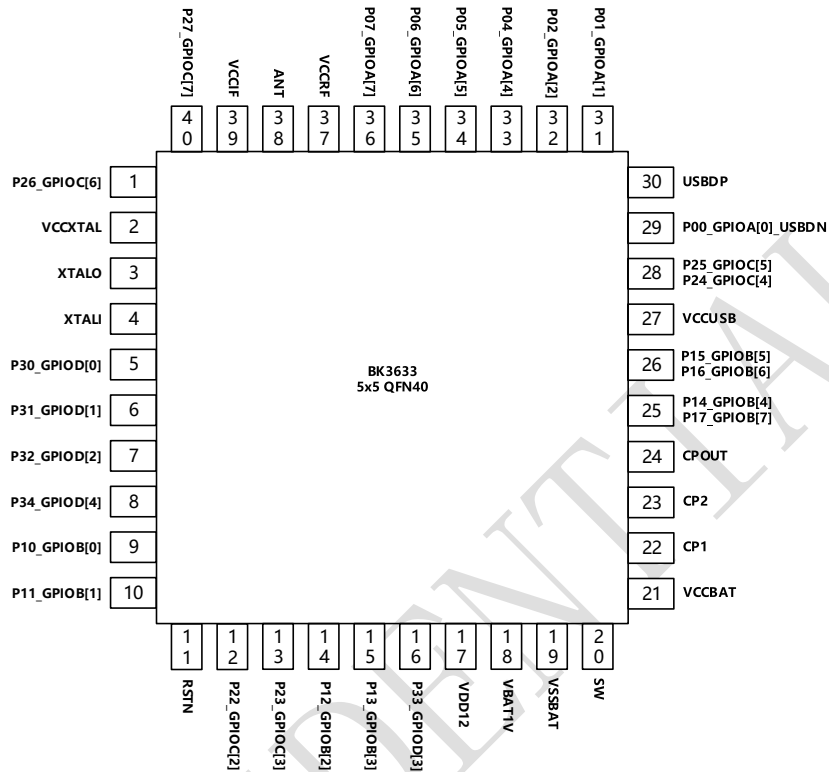 P27_GPIOC[7]
VCCIF
ANT
VCCRF
P07_GPIOA[7]
P06_GPIOA[6]
P05_GPIOA[5]
P04_GPIOA[4]
P02_GPIOA[2]
P01_GPIOA[1]
40
39
38
37
36
35
34
33
32
31
P26_GPIOC[6] 1
VCCXTAL 2
XTALO 3
XTALI 4
P30_GPIOD[0] 5
P31_GPIOD[1] 6
P32_GPIOD[2] 7
P34_GPIOD[4] 8
P10_GPIOB[0] 9
P11_GPIOB[1] 10
BK3633
5x5 QFN40
30 USBDP
29 P00_GPIOA[0]_USBDN
28 P25_GPIOC[5]
P24_GPIOC[4]
27 VCCUSB
26 P15_GPIOB[5]
P16_GPIOB[6]
25 P14_GPIOB[4]
P17_GPIOB[7]
24 CPOUT
23 CP2
22 CP1
21 VCCBAT
11
12
13
14
15
16
17
18
19
20
RSTN
P22_GPIOC[2]
P23_GPIOC[3]
P12_GPIOB[2]
P13_GPIOB[3]
P33_GPIOD[3]
VDD12
VBAT1V
VSSBAT
SW